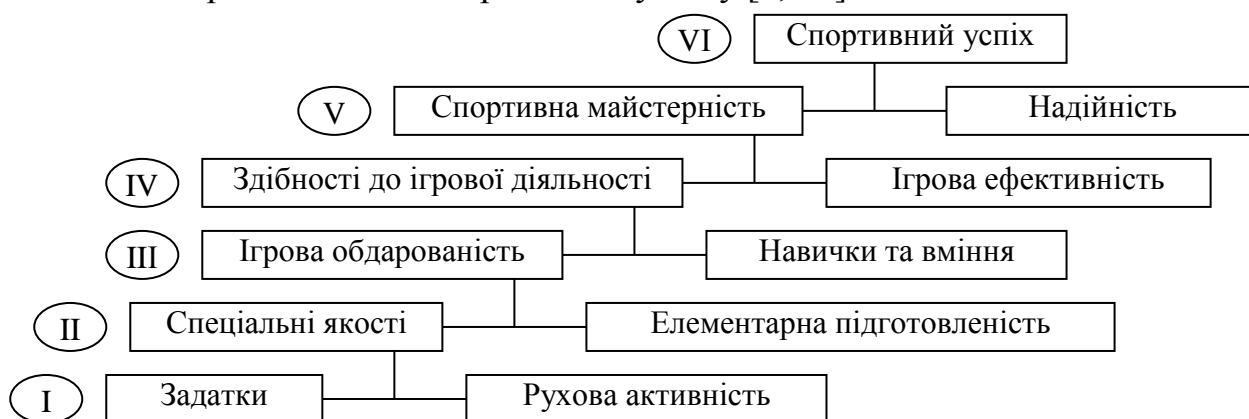 VI Спортивний успіх
V Спортивна майстерність Надійність
IV Здібності до ігрової діяльності Ігрова ефективність
III Ігрова обдарованість Навички та вміння
II Спеціальні якості Елементарна підготовленість
I Задатки Рухова активність